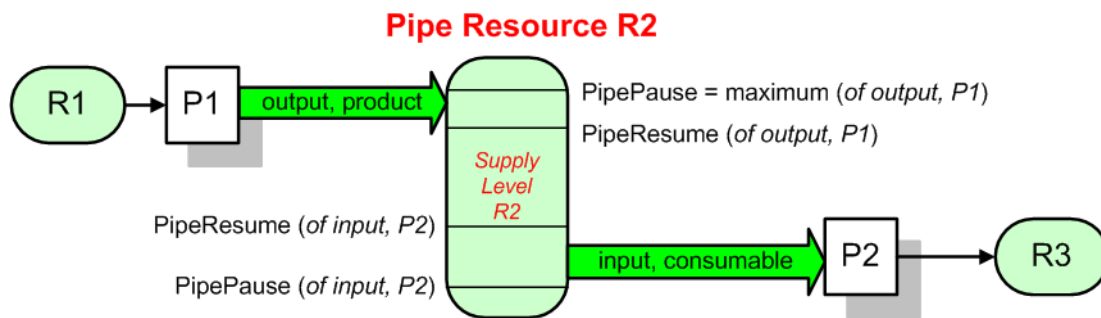 Pipe Resource R2
R1
P1
output, product
PipePause = maximum (of output, P1)
PipeResume (of output, P1)
Supply
Level
R2
PipeResume (of input, P2)
PipePause (of input, P2)
input, consumable
P2
R3